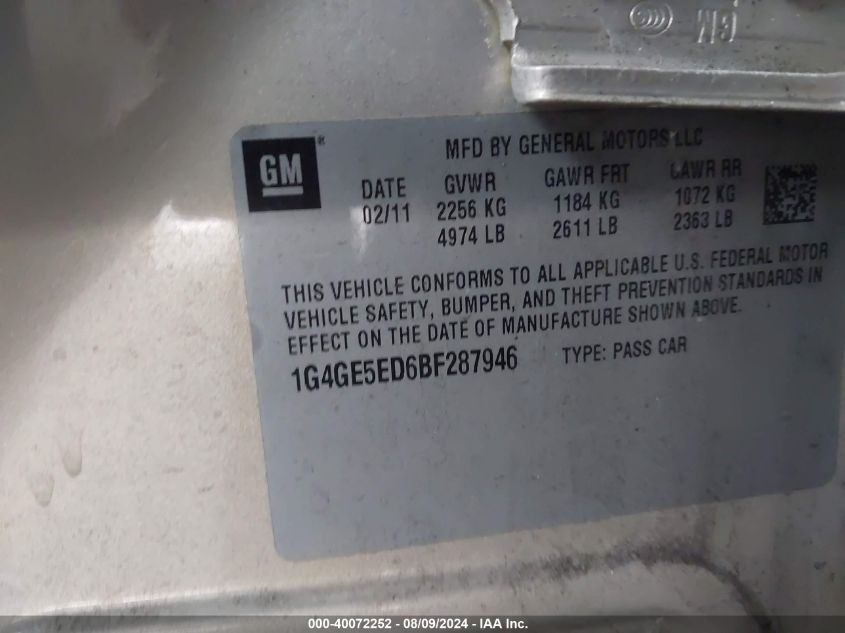 GM
GM
MFD BY GENERAL MOTORS LLC
DATE GVWR GAWR FRT GAWR RR
02/11 2256 KG 1184 KG 1072 KG
4974 LB 2611 LB 2363 LB
THIS VEHICLE CONFORMS TO ALL APPLICABLE U.S. FEDERAL MOTOR
VEHICLE SAFETY, BUMPER, AND THEFT PREVENTION STANDARDS IN
EFFECT ON THE DATE OF MANUFACTURE SHOWN ABOVE.
1G4GE5ED6BF287946 TYPE: PASS CAR
000-40072252 - 08/09/2024 - IAA Inc.